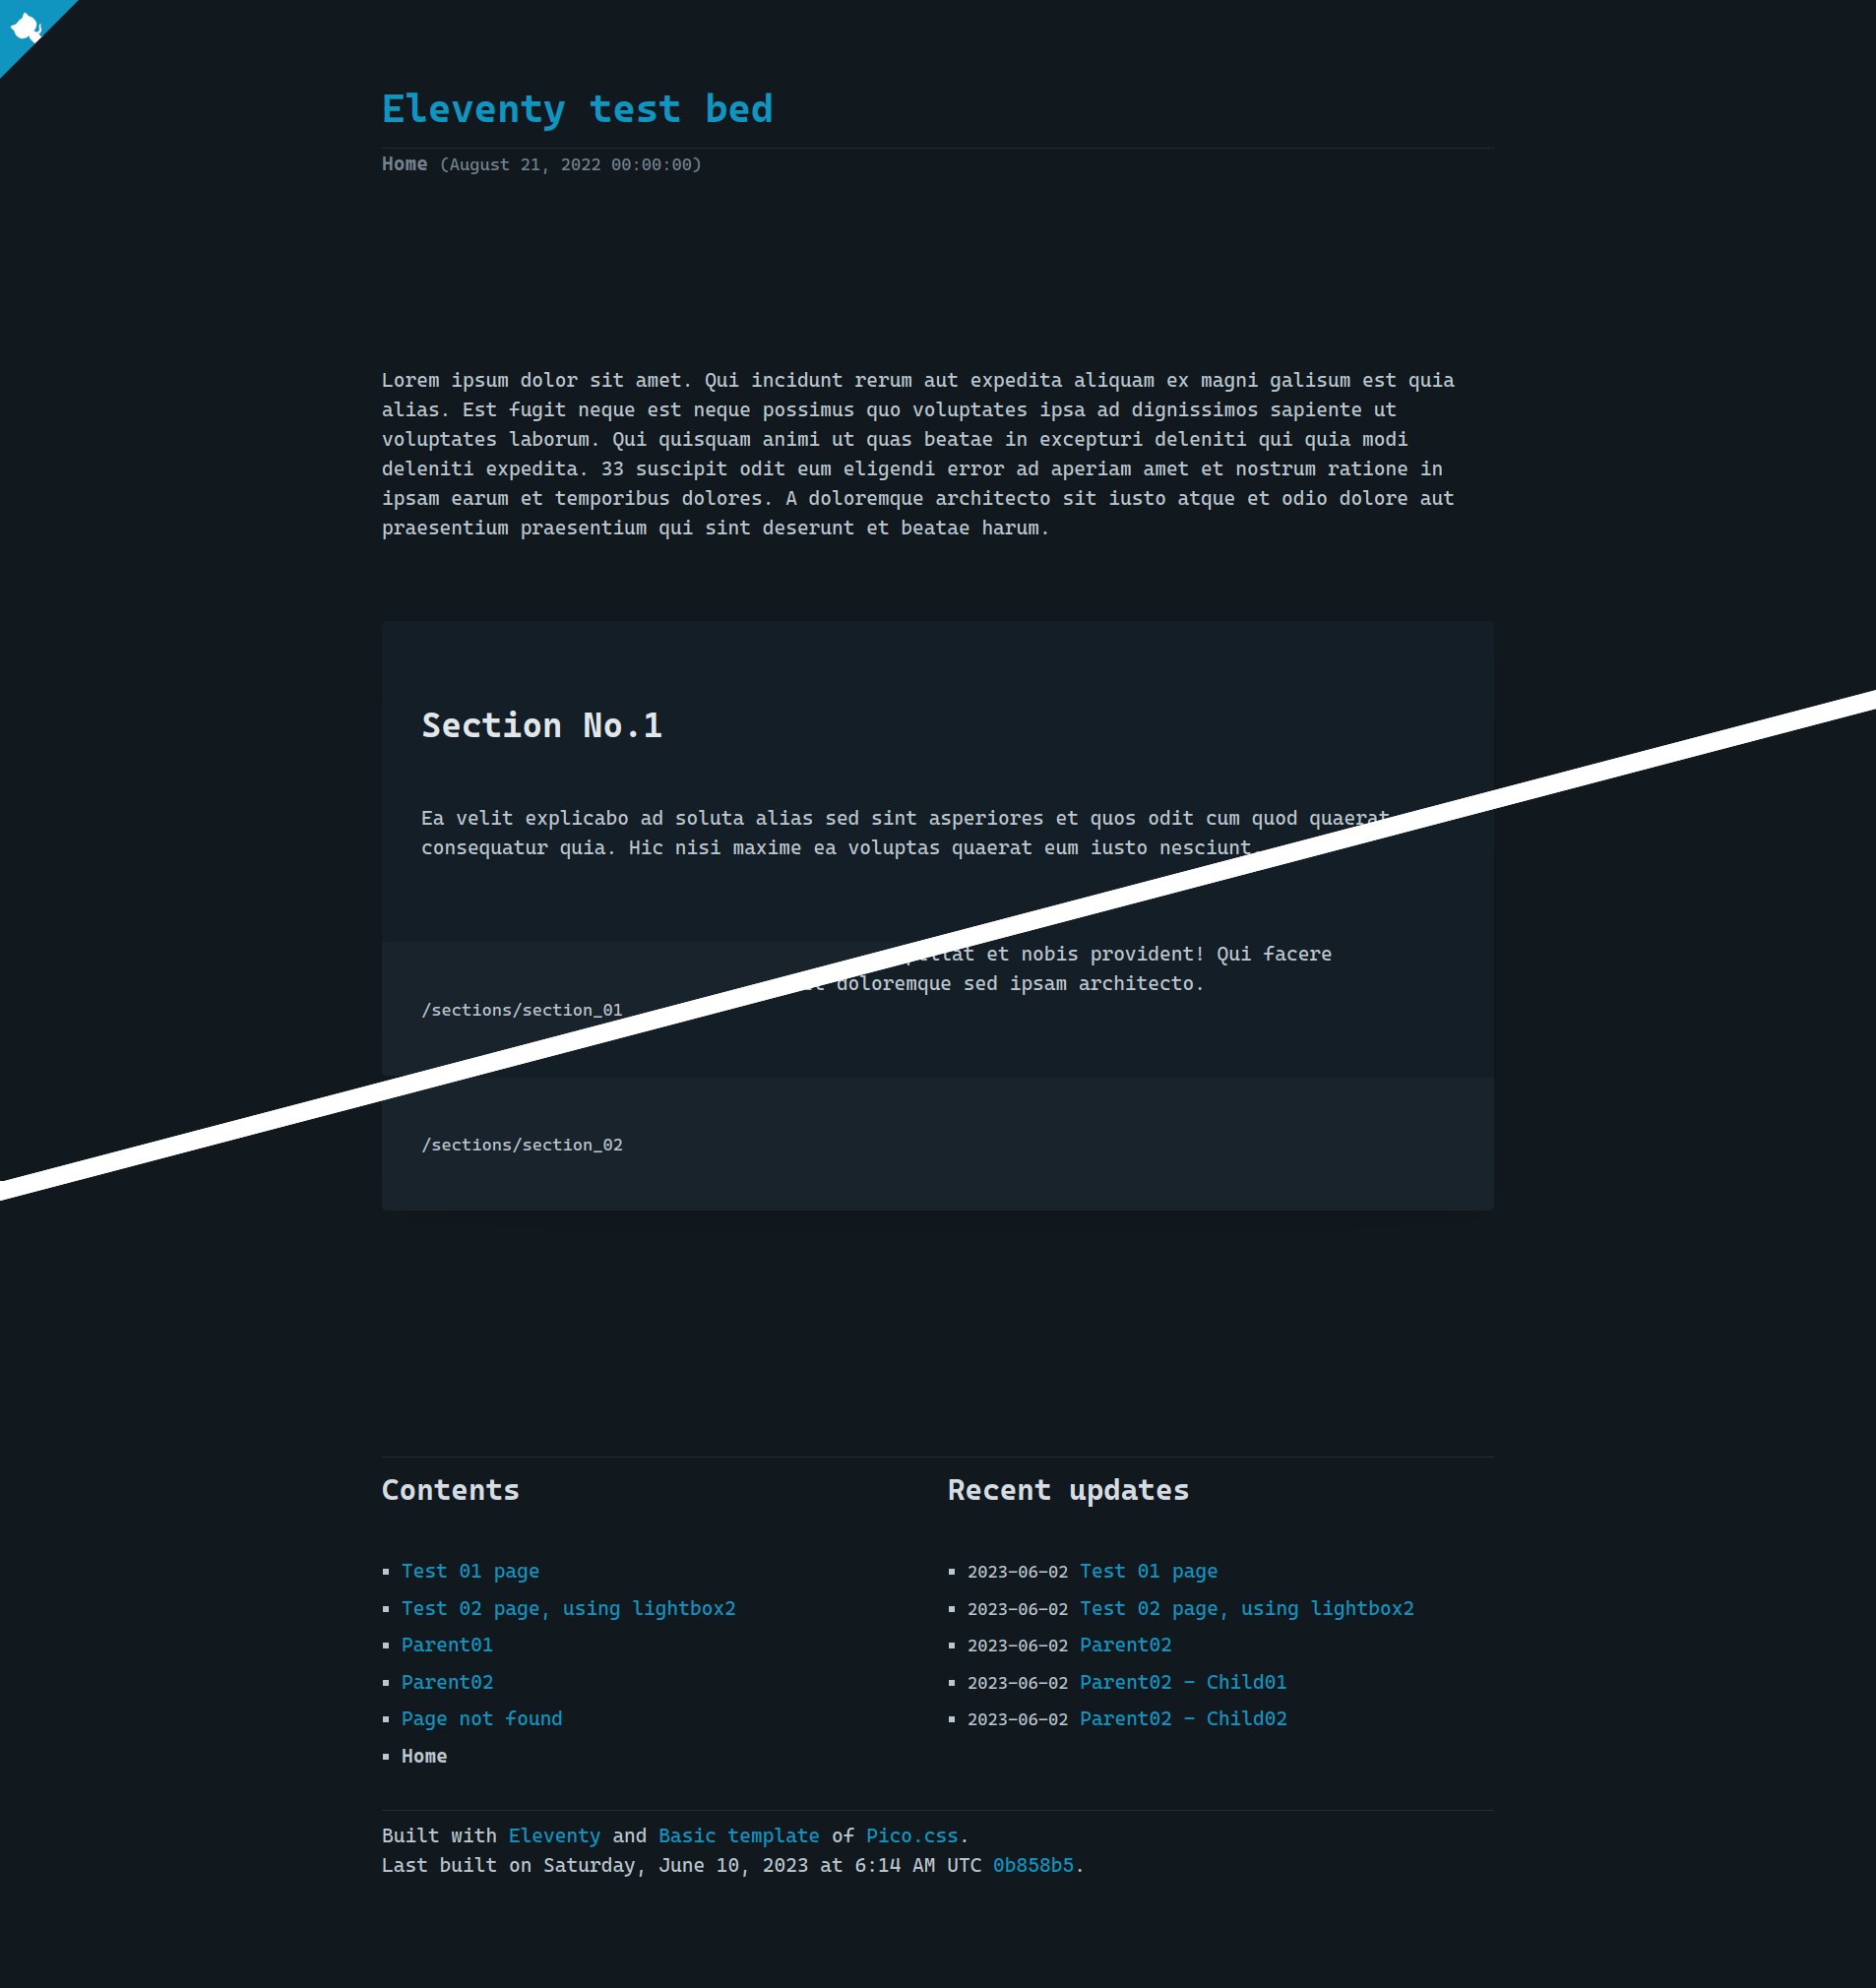 Eleventy test bed
Home (August 21, 2022 00:00:00)
Lorem ipsum dolor sit amet. Qui incidunt rerum aut expedita aliquam ex magni galisum est quia
alias. Est fugit neque est neque possimus quo voluptates ipsa ad dignissimos sapiente ut
voluptates laborum. Qui quisquam animi ut quas beatae in excepturi deleniti qui quia modi
deleniti expedita. 33 suscipit odit eum eligendi error ad aperiam amet et nostrum ratione in
ipsam earum et temporibus dolores. A doloremque architecto sit iusto atque et odio dolore aut
praesentium praesentium qui sint deserunt et beatae harum.
Section No.1
Ea velit explicabo ad soluta alias sed sint asperiores et quos odit cum quod quaerat
consequatur quia. Hic nisi maxime ea voluptas quaerat eum iusto nesciunt.
et nobis provident! Qui facere
doloremque sed ipsam architecto.
/sections/section_01
/sections/section_02
Contents
Test 01 page
Test 02 page, using lightbox2
Parent01
Parent02
Page not found
Home
Recent updates
2023-06-02 Test 01 page
2023-06-02 Test 02 page, using lightbox2
2023-06-02 Parent02
2023-06-02 Parent02 - Child01
2023-06-02 Parent02 - Child02
Built with Eleventy and Basic template of Pico.css.
Last built on Saturday, June 10, 2023 at 6:14 AM UTC 0b858b5.